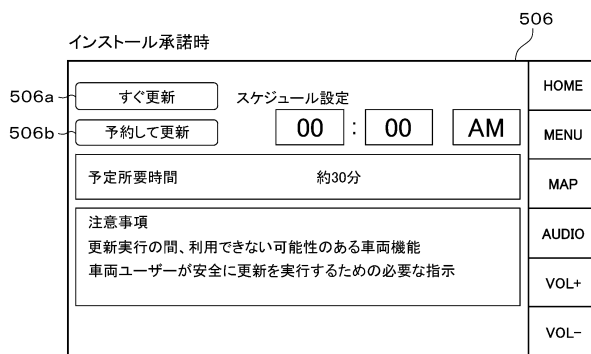 506
インストール承諾時
506a
すぐ更新
スケジュール設定
506b
予約して更新
00 : 00 AM
予定所要時間 約30分
注意事項
更新実行の間、利用できない可能性のある車両機能
車両ユーザーが安全に更新を実行するための必要な指示
HOME
MENU
MAP
AUDIO
VOL+
VOL-